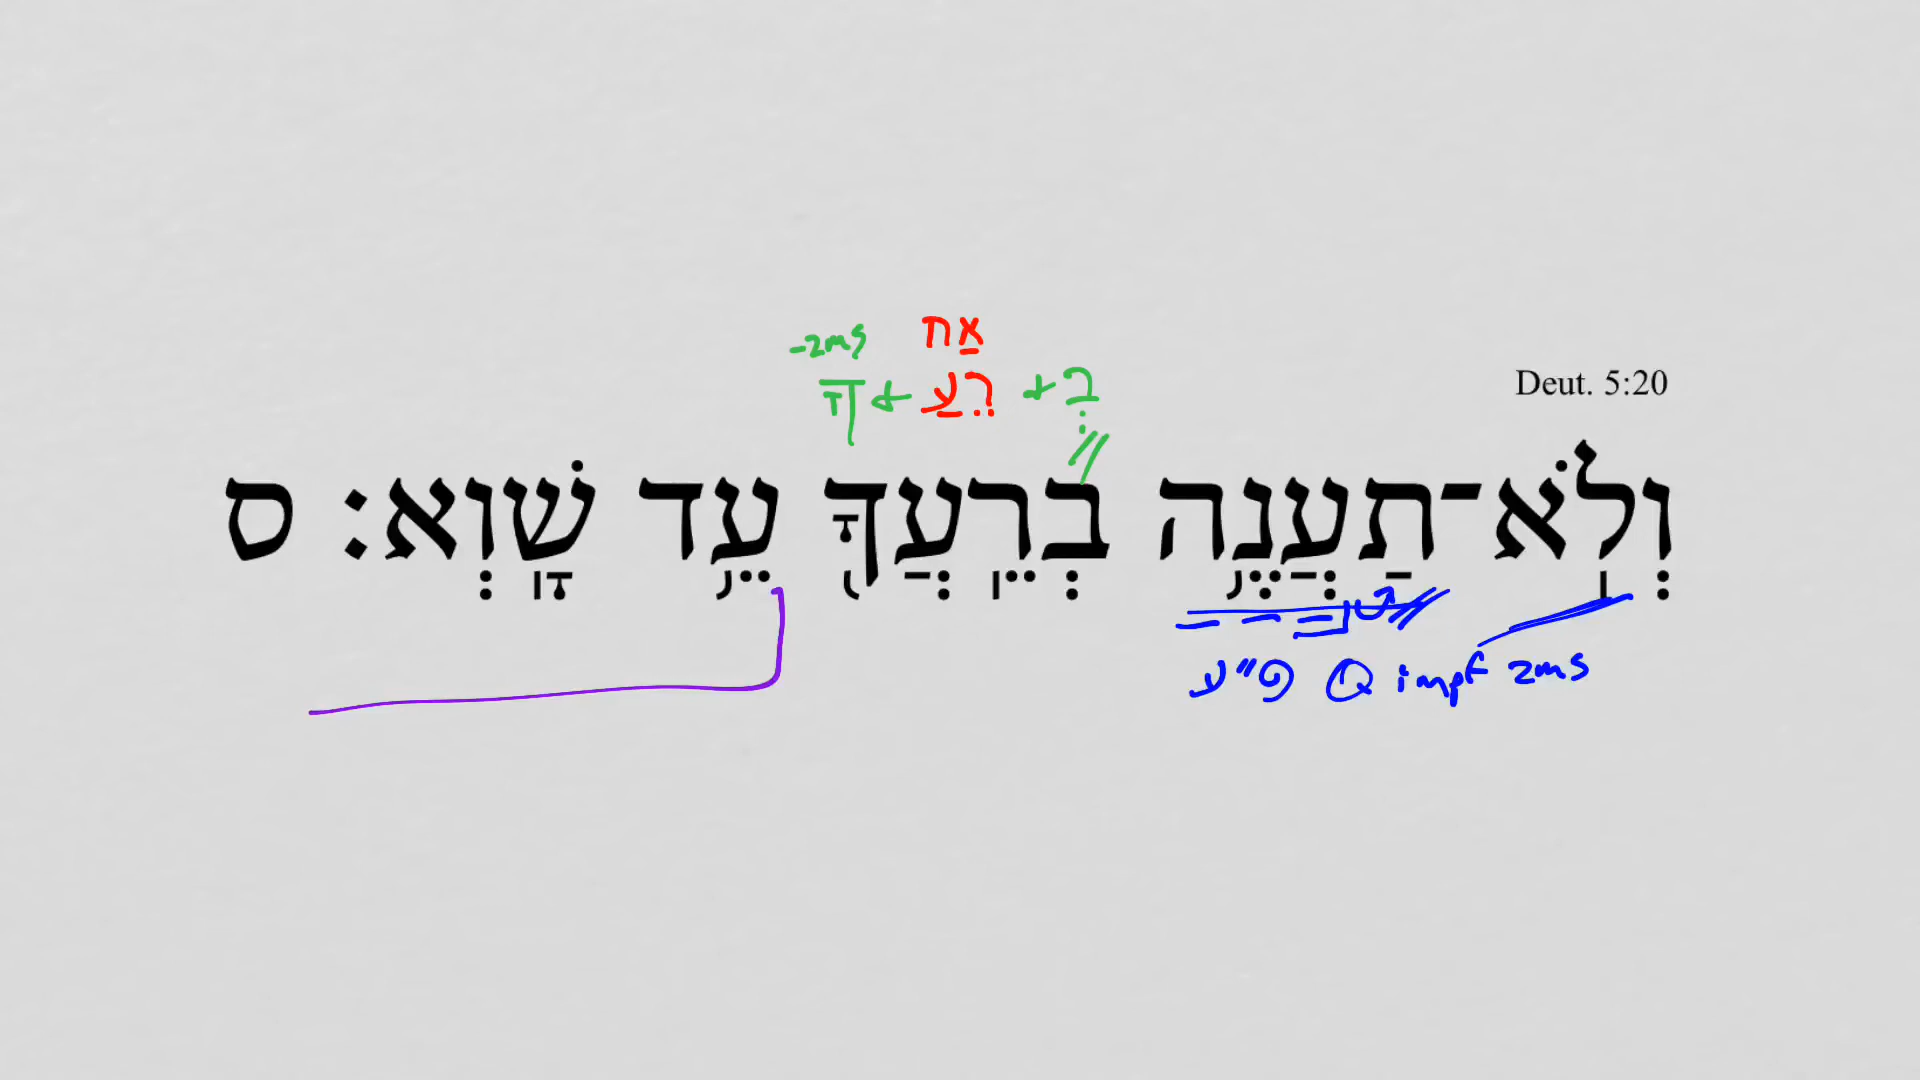 אַח
-2ms
בְּ + רֵעַ + ךָ
Deut. 5:20
וְלֹֽא־תַעֲנֶ֥ה בְרֵֽעֲךָ֖ עֵ֥ד שָֽׁוְא׃ ס
פ"ע Q impf 2ms